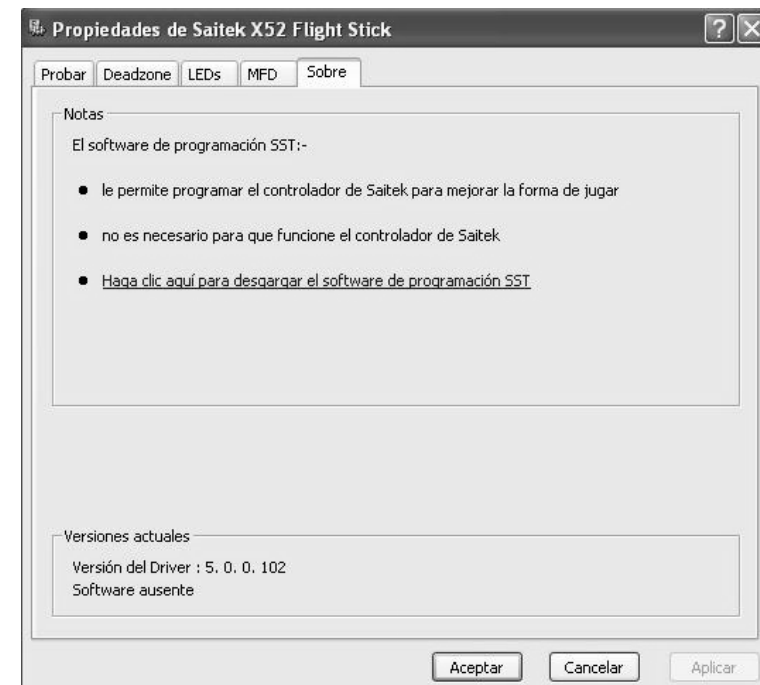 Propiedades de Saitek X52 Flight Stick
Probar Deadzone LEDs MFD Sobre
Notas
El software de programación SST:-
● le permite programar el controlador de Saitek para mejorar la forma de jugar
● no es necesario para que funcione el controlador de Saitek
● Haga clic aquí para desgargar el software de programación SST
Versiones actuales
Versión del Driver : 5. 0. 0. 102
Software ausente
Aceptar Cancelar Aplicar